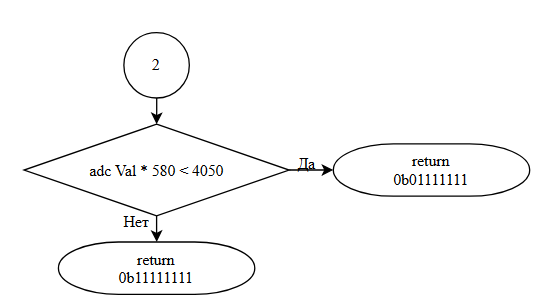 2
adc Val * 580 < 4050
Да
return
0b01111111
Нет
return
0b11111111